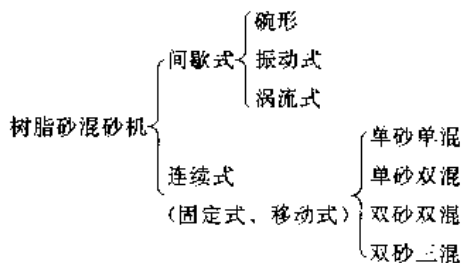 碗形
间歇式
振动式
涡流式
树脂砂混砂机
单砂单混
连续式
单砂双混
(固定式、移动式)
双砂双混
双砂三混